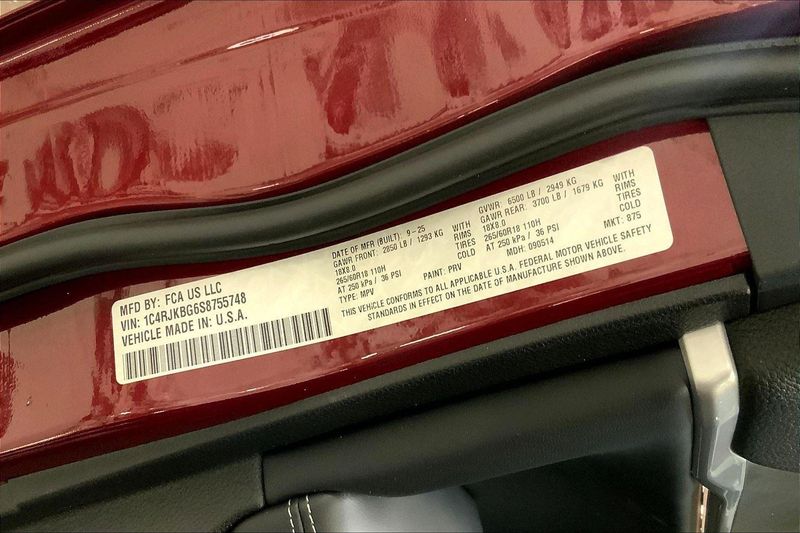 MFD BY: FCA US LLC
VIN: 1C4RJKBG6S8755748
VEHICLE MADE IN: U.S.A.
DATE OF MFR (BUILT): 9-25
GAWR FRONT: 2850 LB / 1293 KG WITH
18X8.0 RIMS
265/60R18 110H TIRES
AT 250 kPa / 36 PSI COLD
TYPE: MPV PAINT: PRV
GVWR: 6500 LB / 2949 KG
GAWR REAR: 3700 LB / 1679 KG WITH
18X8.0 RIMS
265/60R18 110H TIRES
AT 250 kPa / 36 PSI COLD
MDH: 090514 MKT: 875
THIS VEHICLE CONFORMS TO ALL APPLICABLE U.S.A. FEDERAL MOTOR VEHICLE SAFETY
STANDARDS IN EFFECT ON THE DATE OF MANUFACTURE SHOWN ABOVE.